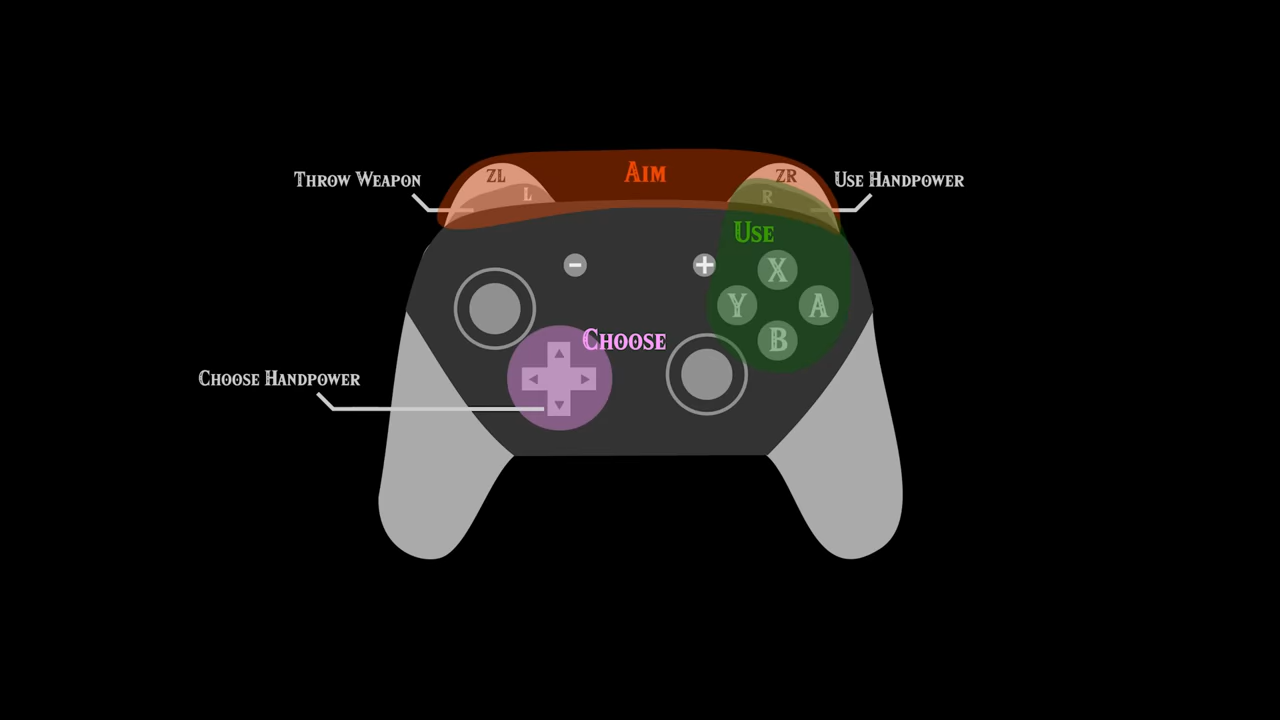 Aim
ZL
ZR
Throw Weapon
Use Handpower
L
R
Use
-
+
X
Y
A
Choose
B
Choose Handpower